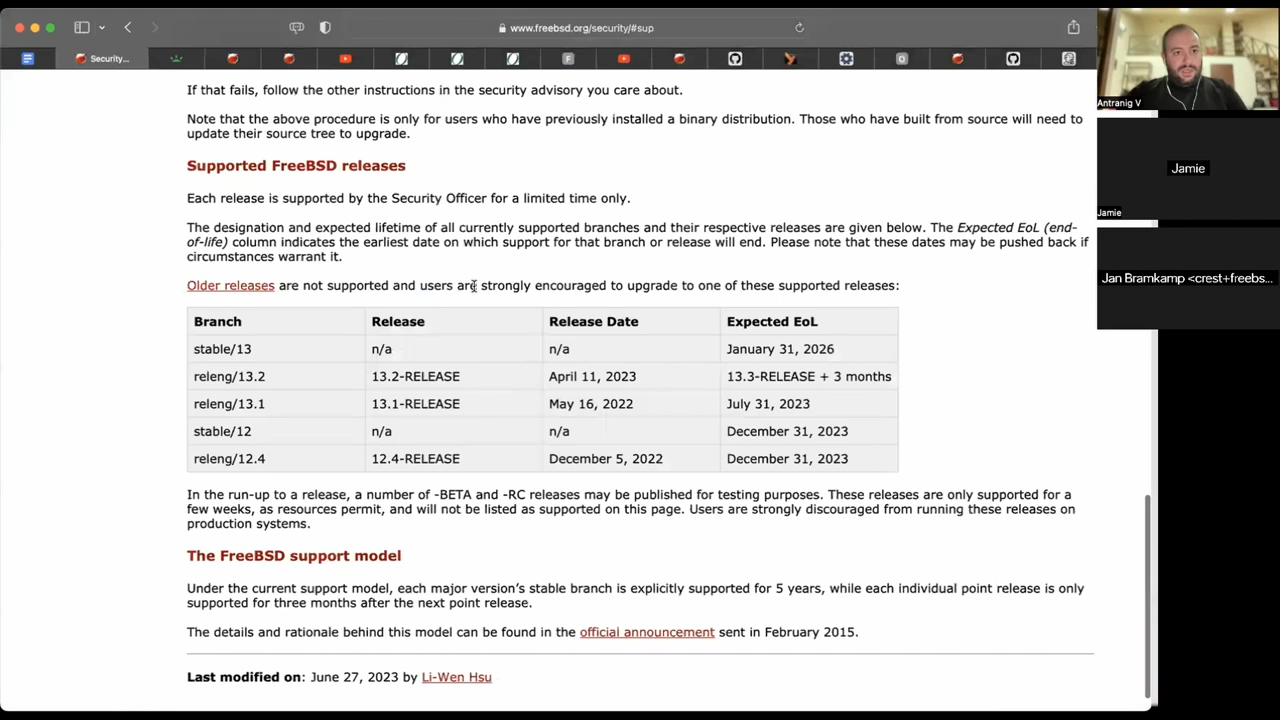 www.freebsd.org/security/#sup
Security...
If that fails, follow the other instructions in the security advisory you care about.
Note that the above procedure is only for users who have previously installed a binary distribution. Those who have built from source will need to
update their source tree to upgrade.
Supported FreeBSD releases
Each release is supported by the Security Officer for a limited time only.
The designation and expected lifetime of all currently supported branches and their respective releases are given below. The Expected EoL (end-
of-life) column indicates the earliest date on which support for that branch or release will end. Please note that these dates may be pushed back if
circumstances warrant it.
Older releases are not supported and users are strongly encouraged to upgrade to one of these supported releases:
Branch Release Release Date Expected EoL
stable/13 n/a n/a January 31, 2026
releng/13.2 13.2-RELEASE April 11, 2023 13.3-RELEASE + 3 months
releng/13.1 13.1-RELEASE May 16, 2022 July 31, 2023
stable/12 n/a n/a December 31, 2023
releng/12.4 12.4-RELEASE December 5, 2022 December 31, 2023
In the run-up to a release, a number of -BETA and -RC releases may be published for testing purposes. These releases are only supported for a
few weeks, as resources permit, and will not be listed as supported on this page. Users are strongly discouraged from running these releases on
production systems.
The FreeBSD support model
Under the current support model, each major version's stable branch is explicitly supported for 5 years, while each individual point release is only
supported for three months after the next point release.
The details and rationale behind this model can be found in the official announcement sent in February 2015.
Last modified on: June 27, 2023 by Li-Wen Hsu
Antranig V
Jamie
Jamie
Jan Bramkamp <crest+freebs...